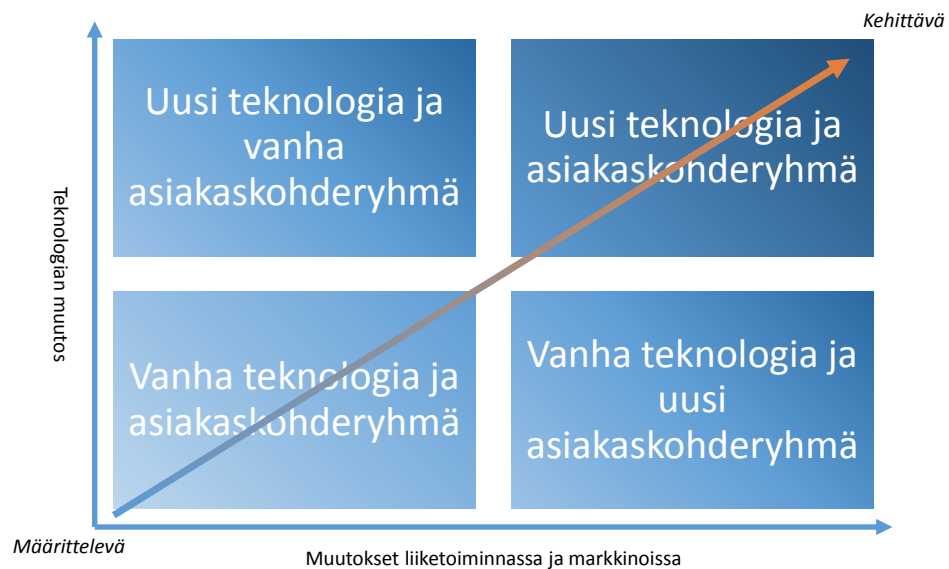 Kehittävä
Uusi teknologia ja
vanha
asiakaskohderyhmä
Uusi teknologia ja
asiakaskohderyhmä
Teknologian muutos
Vanha teknologia ja
asiakaskohderyhmä
Vanha teknologia ja
uusi
asiakaskohderyhmä
Määrittelevä
Muutokset liiketoiminnassa ja markkinoissa